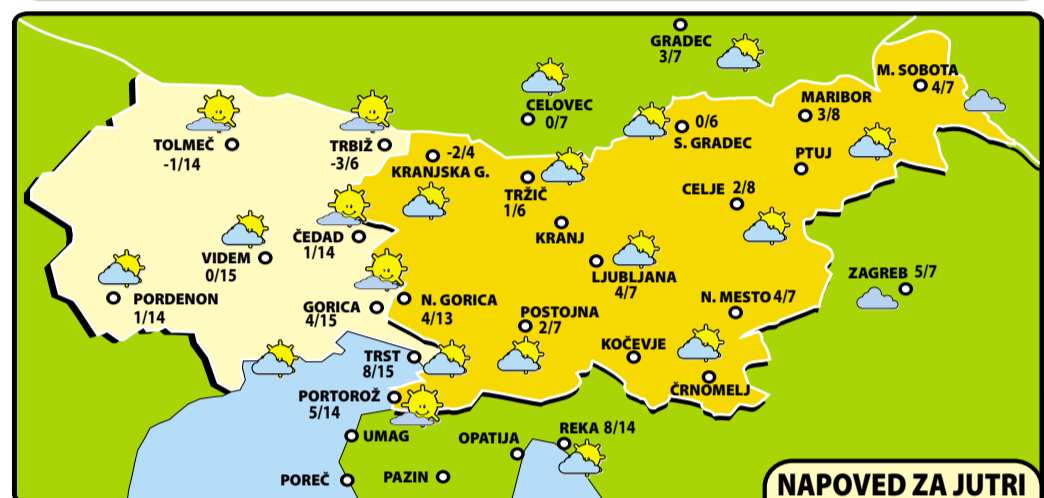 GRADEC
3/7
M. SOBOTA
4/7
CELOVEC
0/7
MARIBOR
3/8
0/6
S. GRADEC
TOLMEČ
-1/14
TRBIŽ
-3/6
-2/4
KRANJSKA G.
PTUJ
TRŽIČ
1/6
CELJE 2/8
KRANJ
ČEDAD
1/14
VIDEM
0/15
LJUBLJANA
4/7
ZAGREB 5/7
PORDENON
1/14
GORICA
4/15
N. GORICA
4/13
N. MESTO 4/7
POSTOJNA
2/7
KOČEVJE
TRST
8/15
ČRNOMELJ
PORTOROŽ
5/14
UMAG
OPATIJA
REKA 8/14
POREČ
PAZIN
NAPOVED ZA JUTRI